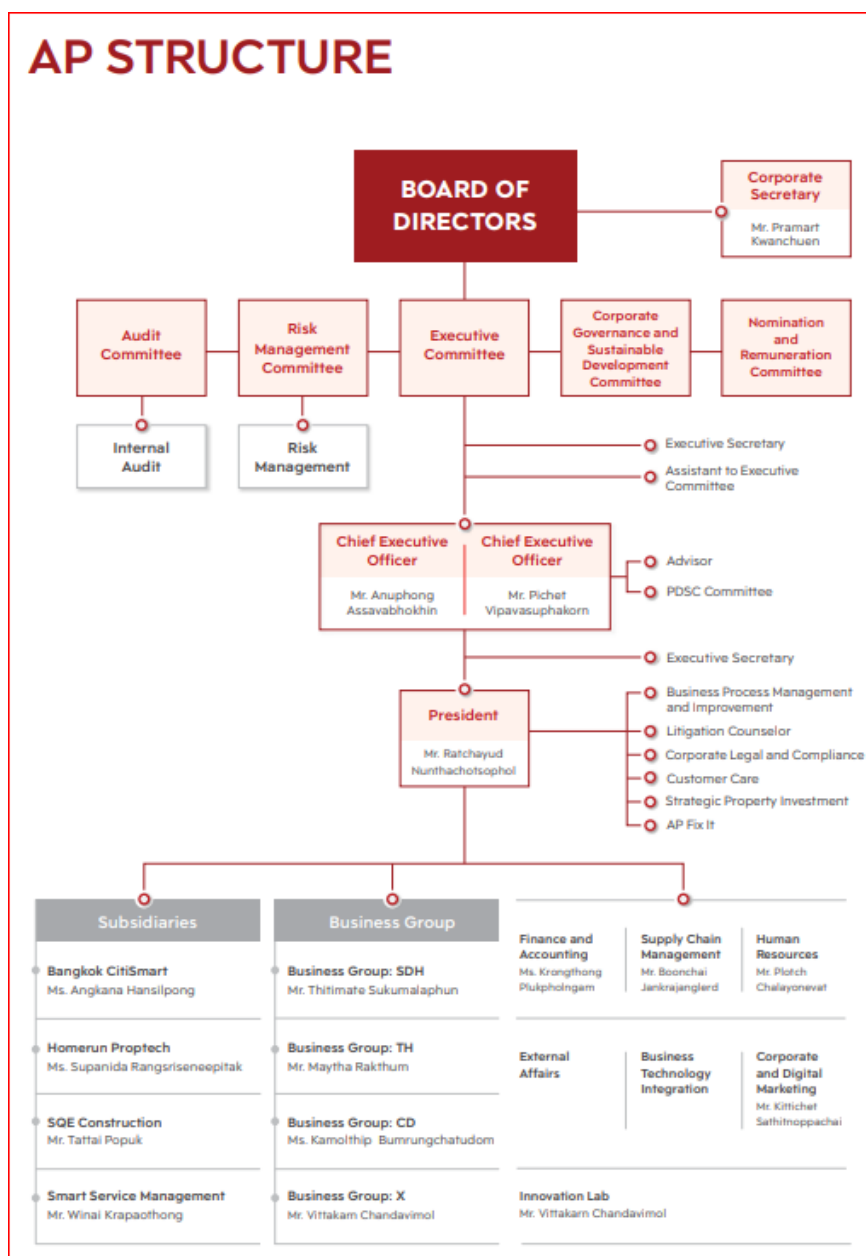 AP STRUCTURE
BOARD OF
DIRECTORS
Corporate
Secretary
Mr. Pramart
Kwanchuen
Audit
Committee
Risk
Management
Committee
Executive
Committee
Corporate
Governance and
Sustainable
Development
Committee
Nomination
and
Remuneration
Committee
Internal
Audit
Risk
Management
Executive Secretary
Assistant to Executive
Committee
Chief Executive
Officer
Mr. Anuphong
Assavabhokhin
Chief Executive
Officer
Mr. Pichet
Vipavasuphakorn
Advisor
PDSC Committee
Executive Secretary
President
Mr. Ratchayud
Nunthachotsophol
Business Process Management
and Improvement
Litigation Counselor
Corporate Legal and Compliance
Customer Care
Strategic Property Investment
AP Fix It
Subsidiaries
Bangkok CitiSmart
Ms. Angkana Hansilpong
Homerun Proptech
Ms. Supanida Rangsriseneepitak
SQE Construction
Mr. Tattai Popuk
Smart Service Management
Mr. Winai Krapaothong
Business Group
Business Group: SDH
Mr. Thitimate Sukumalaphun
Business Group: TH
Mr. Maytha Rakthum
Business Group: CD
Ms. Kamolthip Bumrungchatudom
Business Group: X
Mr. Vittakarn Chandavimol
Finance and
Accounting
Ms. Krongthong
Plukpholngam
Supply Chain
Management
Mr. Boonchai
Jankrajanglerd
Human
Resources
Mr. Plotch
Chalayonevat
External
Affairs
Business
Technology
Integration
Corporate
and Digital
Marketing
Mr. Kittichet
Sathitnoppachai
Innovation Lab
Mr. Vittakarn Chandavimol